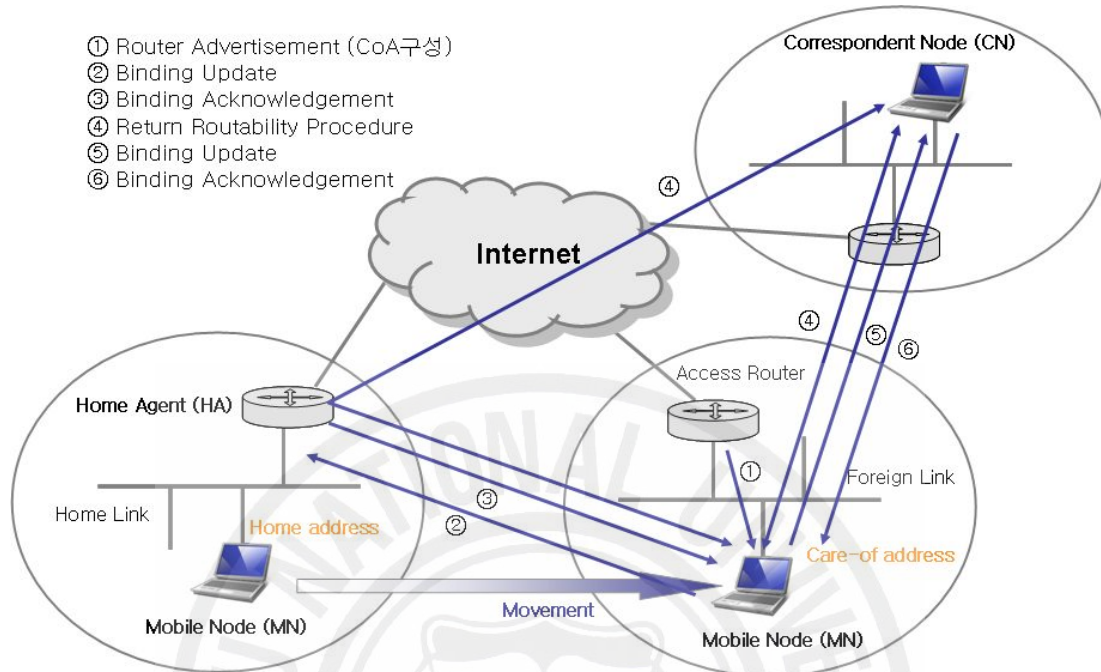 ① Router Advertisement (CoA구성)
② Binding Update
③ Binding Acknowledgement
④ Return Routability Procedure
⑤ Binding Update
⑥ Binding Acknowledgement
Correspondent Node (CN)
④
Internet
④
⑤
⑥
Access Router
Home Agent (HA)
①
Foreign Link
③
Home Link
②
Home address
Care-of address
Movement
Mobile Node (MN)
Mobile Node (MN)
NATIONAL